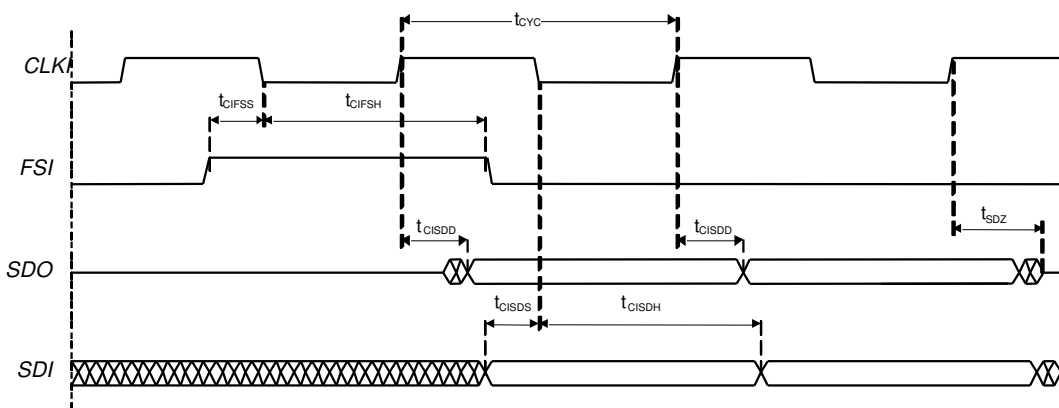 tCYC
CLKI
tCIFSS
tCIFSH
FSI
tCISDD
tCISDD
tSDZ
SDO
tCISDS
tCISDH
SDI